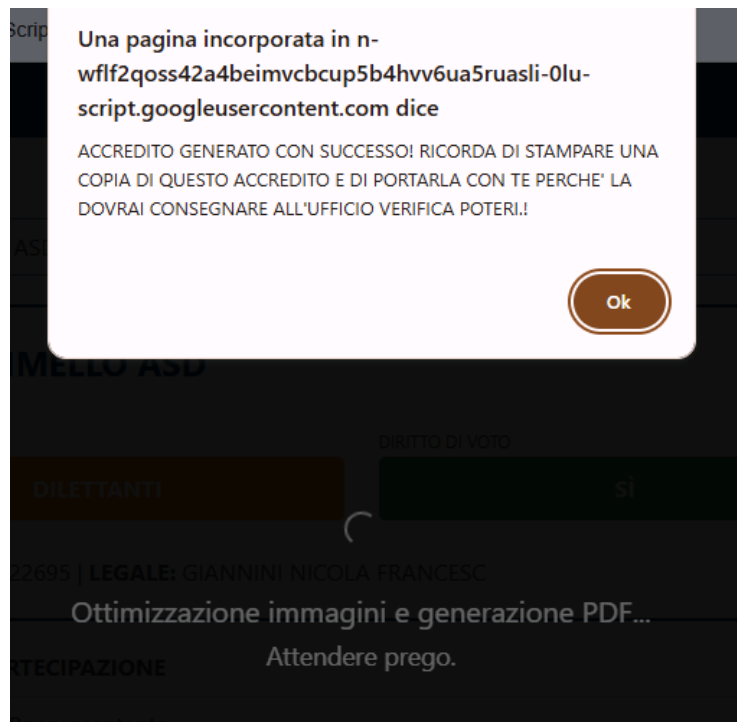 Scrip
Una pagina incorporata in n-
wflf2qoss42a4beimvcbcup5b4hvv6ua5ruasli-0lu-
script.googleusercontent.com dice
ACCREDITO GENERATO CON SUCCESSO! RICORDA DI STAMPARE UNA
COPIA DI QUESTO ACCREDITO E DI PORTARLA CON TE PERCHE' LA
DOVRAI CONSEGNARE ALL'UFFICIO VERIFICA POTERI.!
Ok
ASD
IMELLO ASD
DIRITTO DI VOTO
DILETTANTI
SÌ
22695 | LEGALE: GIANNINI NICOLA FRANCESC
Ottimizzazione immagini e generazione PDF...
Attendere prego.
RTECIPAZIONE